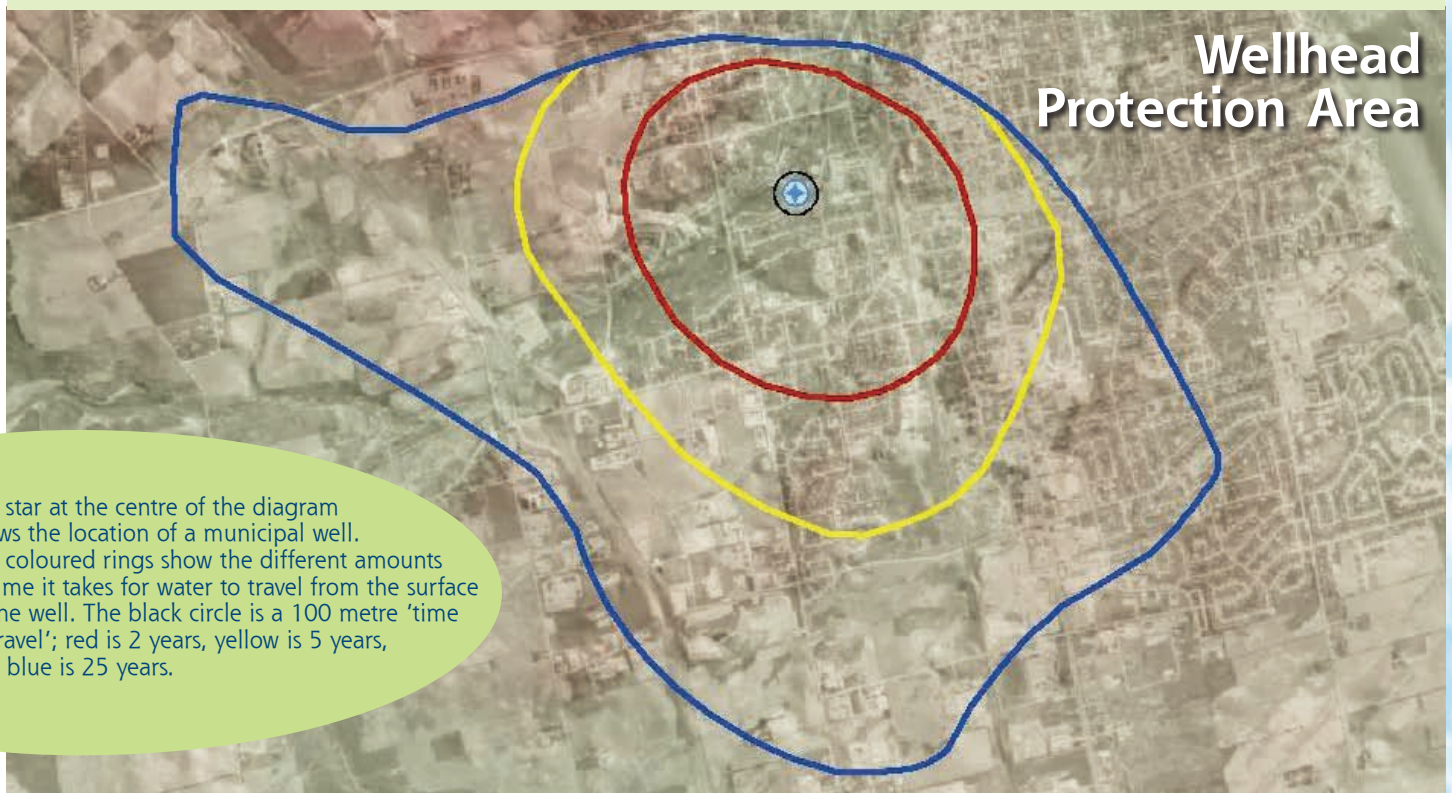 Wellhead
Protection Area
star at the centre of the diagram
ws the location of a municipal well.
coloured rings show the different amounts
me it takes for water to travel from the surface
ne well. The black circle is a 100 metre ‘time
ravel’; red is 2 years, yellow is 5 years,
blue is 25 years.